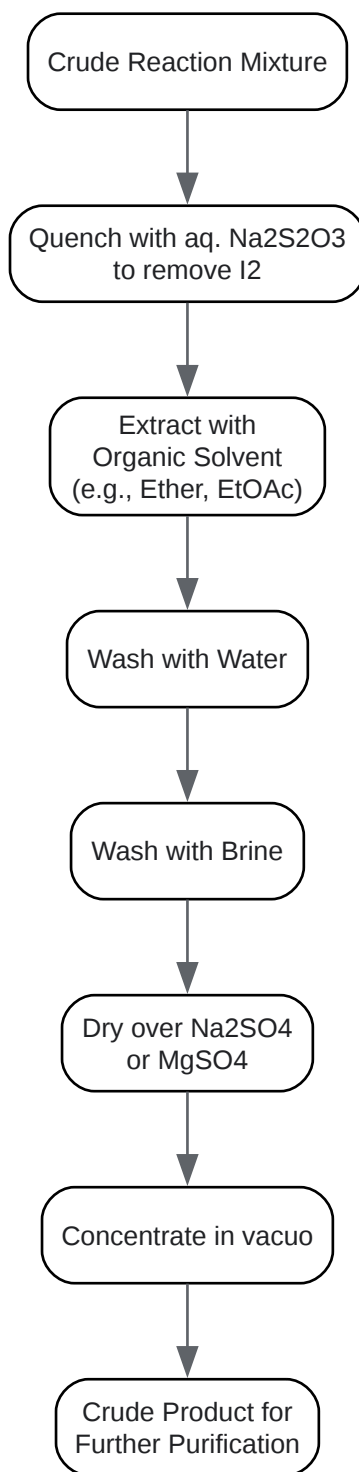 Crude Reaction Mixture
Quench with aq. Na2S2O3
to remove I2
Extract with
Organic Solvent
(e.g., Ether, EtOAc)
Wash with Water
Wash with Brine
Dry over Na2SO4
or MgSO4
Concentrate in vacuo
Crude Product for
Further Purification